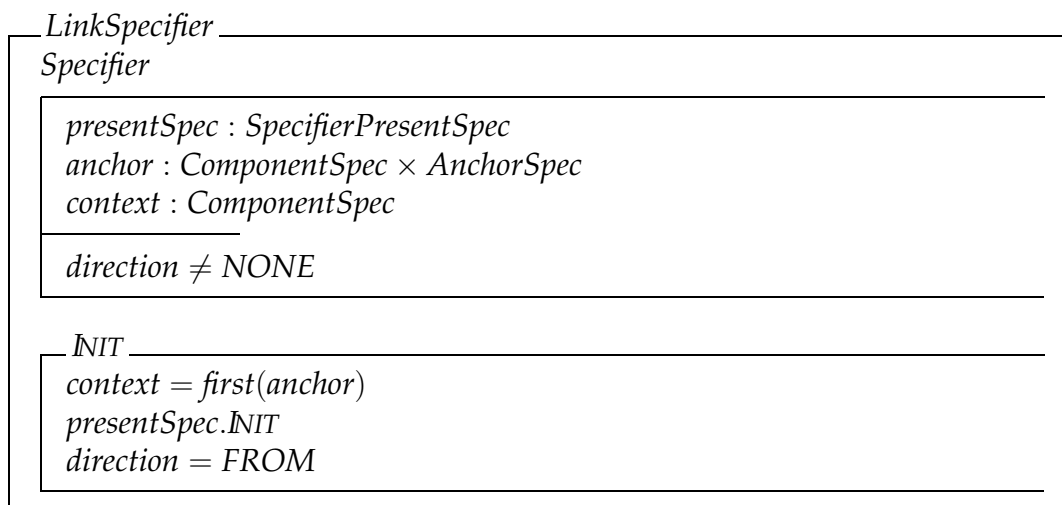 LinkSpecifier
Specifier
presentSpec : SpecifierPresentSpec
anchor : ComponentSpec × AnchorSpec
context : ComponentSpec
direction ≠ NONE
INIT
context = first(anchor)
presentSpec.INIT
direction = FROM